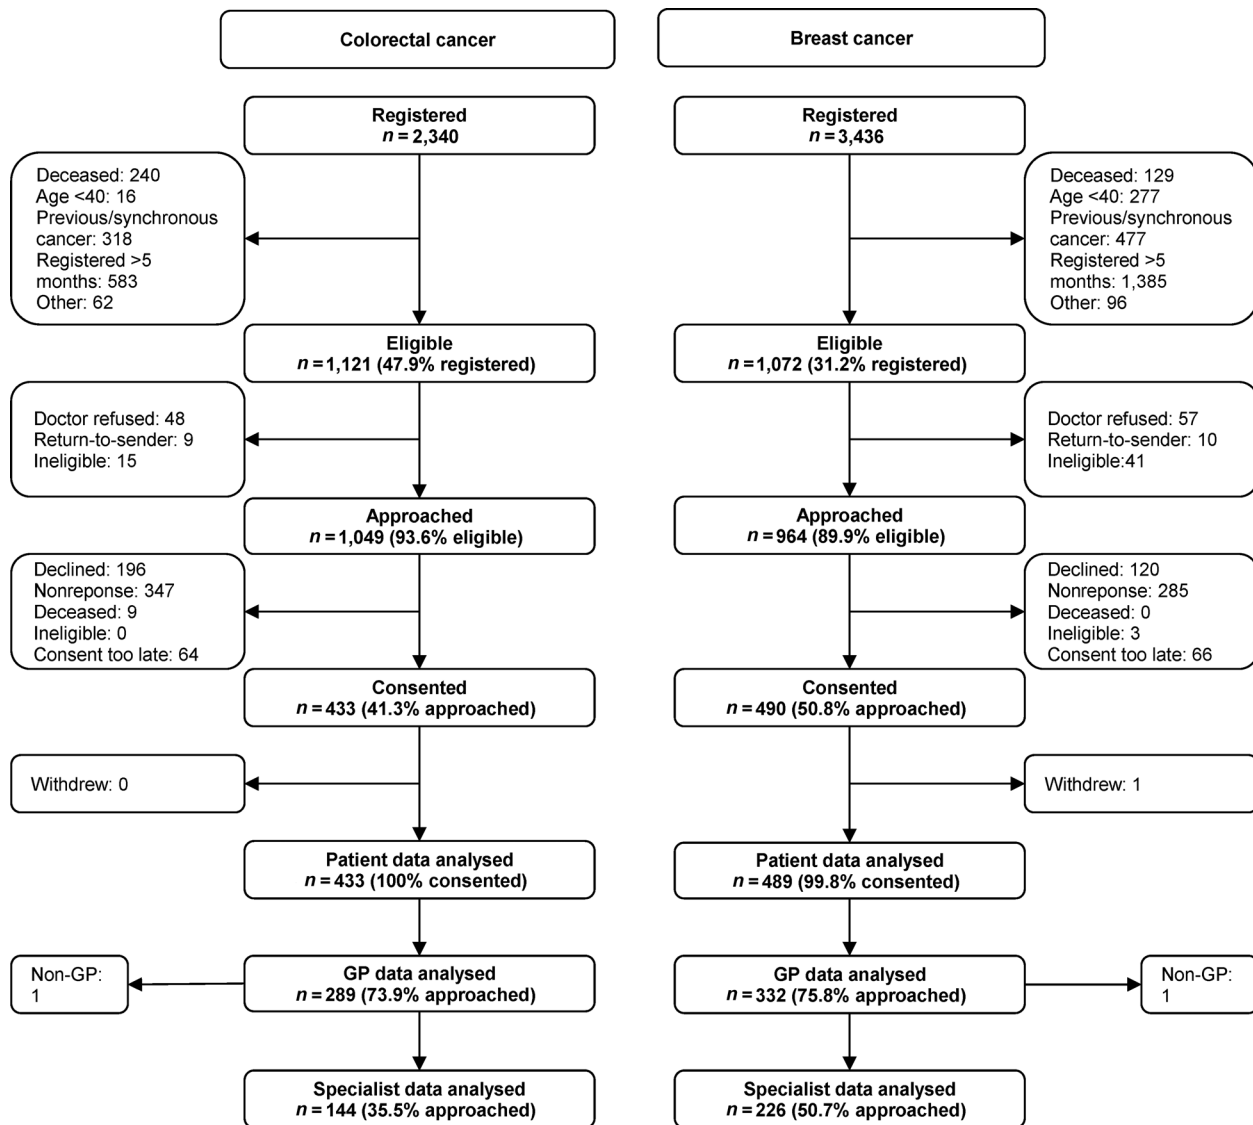 Colorectal cancer
Breast cancer
Registered
n = 2,340
Registered
n = 3,436
Deceased: 240
Age <40: 16
Previous/synchronous
cancer: 318
Registered >5
months: 583
Other: 62
Deceased: 129
Age <40: 277
Previous/synchronous
cancer: 477
Registered >5
months: 1,385
Other: 96
Eligible
n = 1,121 (47.9% registered)
Eligible
n = 1,072 (31.2% registered)
Doctor refused: 48
Return-to-sender: 9
Ineligible: 15
Doctor refused: 57
Return-to-sender: 10
Ineligible:41
Approached
n = 1,049 (93.6% eligible)
Approached
n = 964 (89.9% eligible)
Declined: 196
Nonreponse: 347
Deceased: 9
Ineligible: 0
Consent too late: 64
Declined: 120
Nonreponse: 285
Deceased: 0
Ineligible: 3
Consent too late: 66
Consented
n = 433 (41.3% approached)
Consented
n = 490 (50.8% approached)
Withdrew: 0
Withdrew: 1
Patient data analysed
n = 433 (100% consented)
Patient data analysed
n = 489 (99.8% consented)
Non-GP:
1
GP data analysed
n = 289 (73.9% approached)
GP data analysed
n = 332 (75.8% approached)
Non-GP:
1
Specialist data analysed
n = 144 (35.5% approached)
Specialist data analysed
n = 226 (50.7% approached)